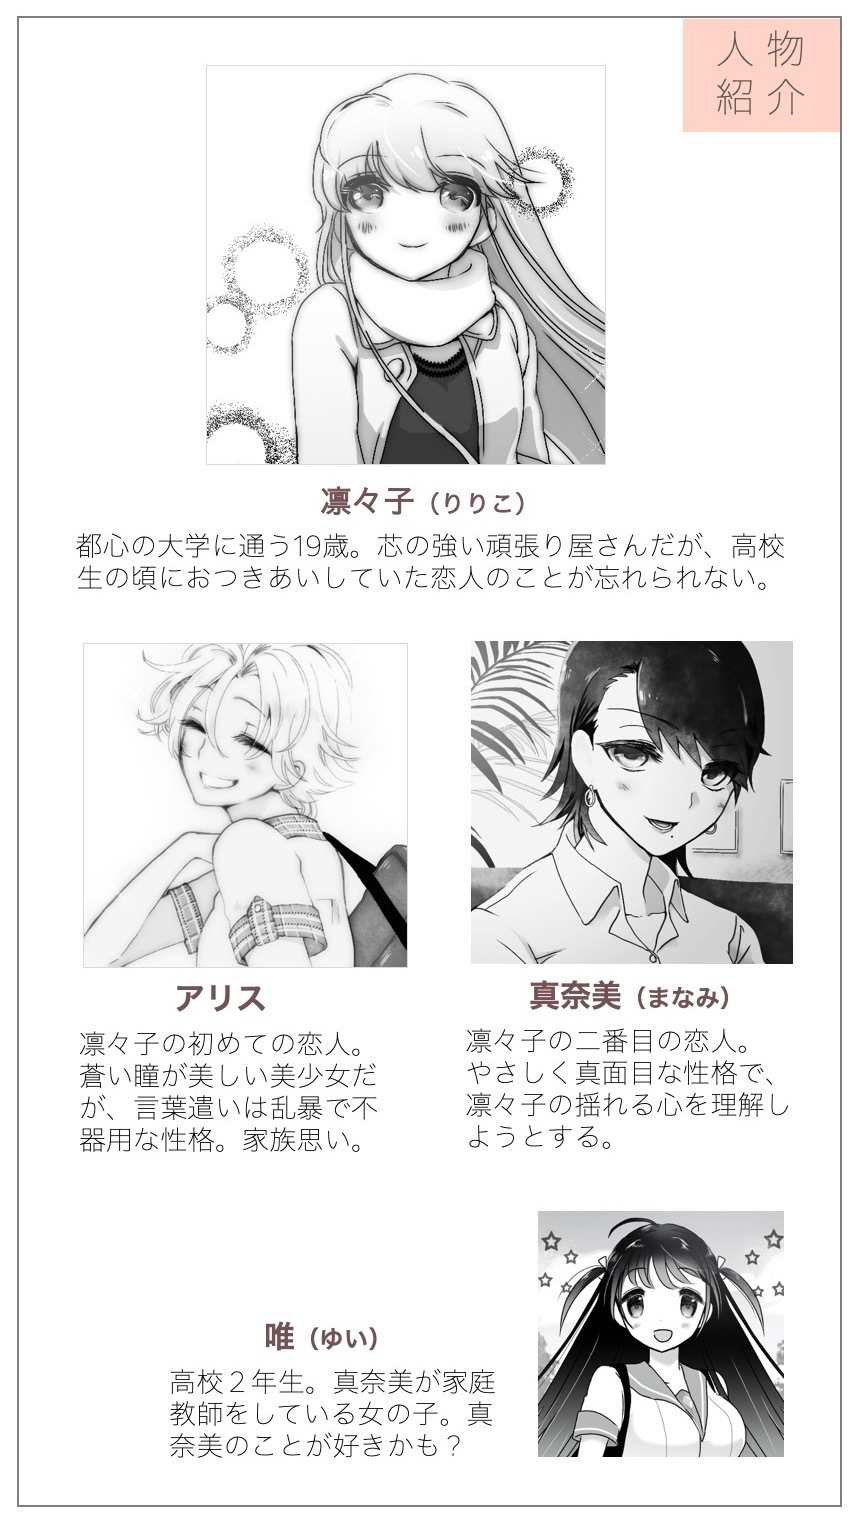 人物
紹介
凛々子（りりこ）
都心の大学に通う19歳。芯の強い頑張り屋さんだが、高校
生の頃におつきあいしていた恋人のことが忘れられない。
アリス
凛々子の初めての恋人。
蒼い瞳が美しい美少女だ
が、言葉遣いは乱暴で不
器用な性格。家族思い。
真奈美（まなみ）
凛々子の二番目の恋人。
やさしく真面目な性格で、
凛々子の揺れる心を理解し
ようとする。
唯（ゆい）
高校２年生。真奈美が家庭
教師をしている女の子。真
奈美のことが好きかも？